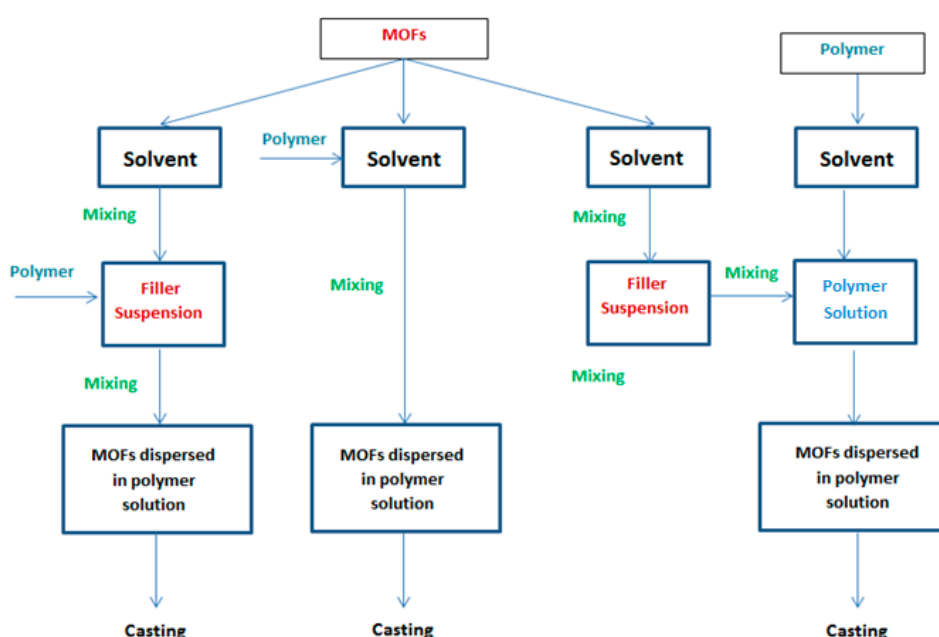 MOFs
Polymer
Solvent
Polymer
Solvent
Solvent
Solvent
Mixing
Mixing
Polymer
Filler
Suspension
Mixing
Filler
Suspension
Mixing
Polymer
Solution
Mixing
Mixing
MOFs dispersed
in polymer
solution
MOFs dispersed
in polymer
solution
MOFs dispersed
in polymer
solution
Casting
Casting
Casting